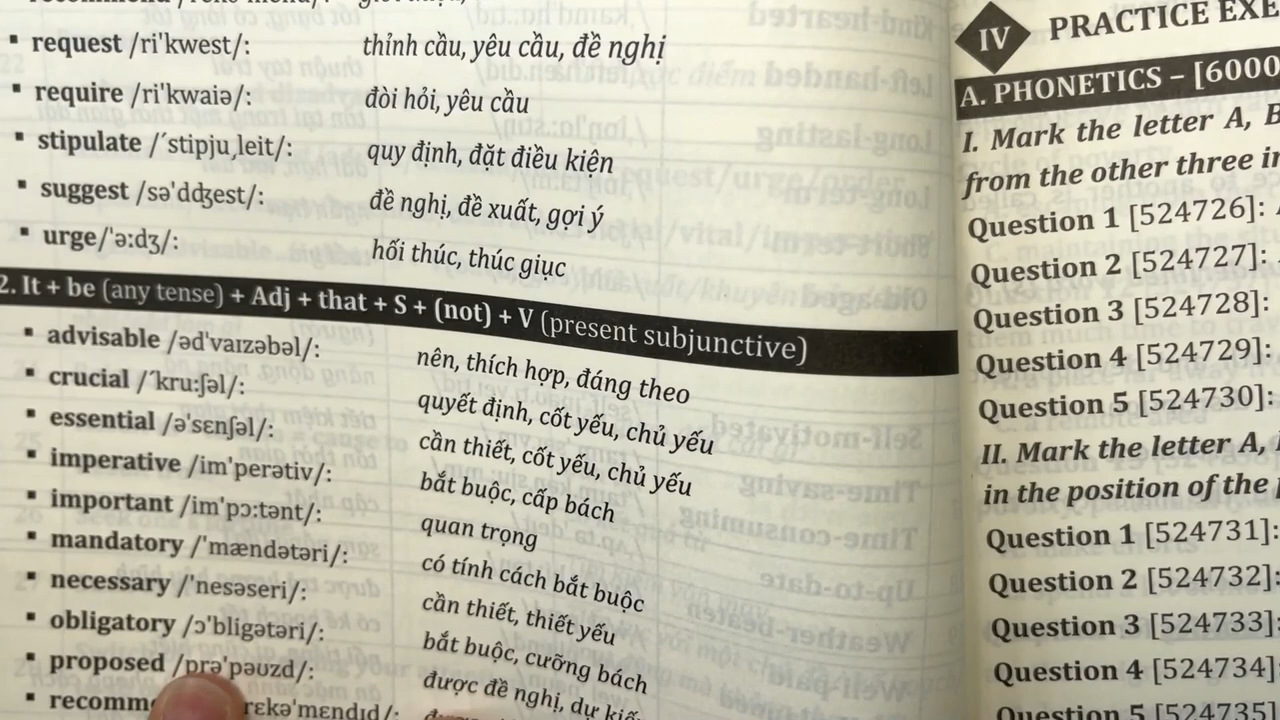 request /ri'kwest/: thỉnh cầu, yêu cầu, đề nghị
require /ri'kwaiə/: đòi hỏi, yêu cầu
stipulate /´stipju¸leit/: quy định, đặt điều kiện
suggest /sə'dʤest/: đề nghị, đề xuất, gợi ý
urge/'ə:dʒ/: hối thúc, thúc giục
2. It + be (any tense) + Adj + that + S + (not) + V (present subjunctive)
advisable /əd'vaɪzəbəl/: nên, thích hợp, đáng theo
crucial /´kru:ʃəl/: quyết định, cốt yếu, chủ yếu
essential /ə'sɛnʃəl/: cần thiết, cốt yếu, chủ yếu
imperative /im'perətiv/: bắt buộc, cấp bách
important /im'pɔ:tənt/: quan trọng
mandatory /'mændətəri/: có tính cách bắt buộc
necessary /'nesəseri/: cần thiết, thiết yếu
obligatory /ɔ'bligətəri/: bắt buộc, cưỡng bách
proposed /prə'pəʊzd/: được đề nghị, dự
IV PRACTICE
A. PHONETICS – [6000
I. Mark the letter A, B
from the other three in
Question 1 [524726]:
Question 2 [524727]:
Question 3 [524728]:
Question 4 [524729]:
Question 5 [524730]:
II. Mark the letter A,
in the position of the
Question 1 [524731]:
Question 2 [524732]:
Question 3 [524733]:
Question 4 [524734]:
Question 5 [524735]